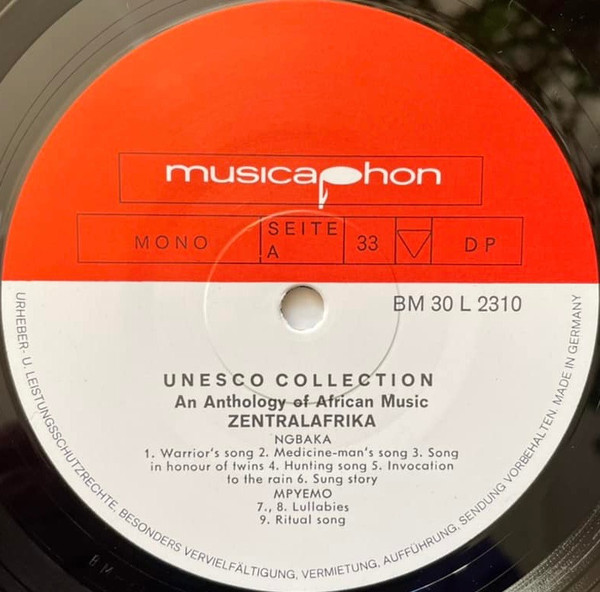 musicaphon
MONO
SEITE
A
33
DP
BM 30 L 2310
UNESCO COLLECTION
An Anthology of African Music
ZENTRALAFRIKA
NGBAKA
1. Warrior's song 2. Medicine-man's song 3. Song
in honour of twins 4. Hunting song 5. Invocation
to the rain 6. Sung story
MPYEMO
7., 8. Lullabies
9. Ritual song
URHEBER- U. LEISTUNGSSCHUTZRECHTE, BESONDERS VERVIELFÄLTIGUNG, VERMIETUNG, AUFFÜHRUNG, SENDUNG VORBEHALTEN. MADE IN GERMANY
BM